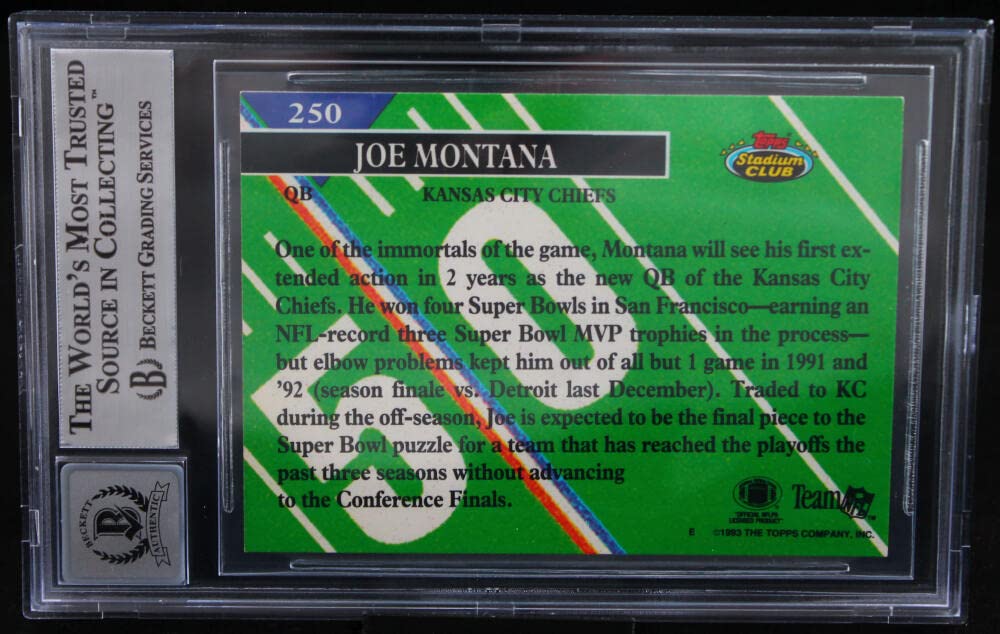 THE WORLD'S MOST TRUSTED
SOURCE IN COLLECTING™
B BECKETT GRADING SERVICES
BECKETT
B
AUTHENTIC
250
JOE MONTANA
QB KANSAS CITY CHIEFS
Topps
Stadium
CLUB
50
One of the immortals of the game, Montana will see his first ex-
tended action in 2 years as the new QB of the Kansas City
Chiefs. He won four Super Bowls in San Francisco—earning an
NFL-record three Super Bowl MVP trophies in the process—
but elbow problems kept him out of all but 1 game in 1991 and
'92 (season finale vs. Detroit last December). Traded to KC
during the off-season, Joe is expected to be the final piece to the
Super Bowl puzzle for a team that has reached the playoffs the
past three seasons without advancing
to the Conference Finals.
OFFICIAL NFLPA
LICENSED PRODUCT
Team NFL™
E ©1993 THE TOPPS COMPANY, INC.